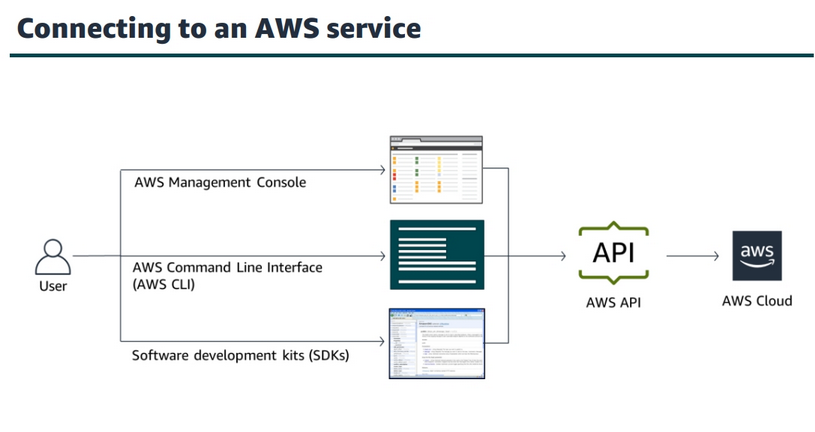 Connecting to an AWS service
AWS Management Console
User
AWS Command Line Interface
(AWS CLI)
Software development kits (SDKs)
API
AWS API
aws
AWS Cloud